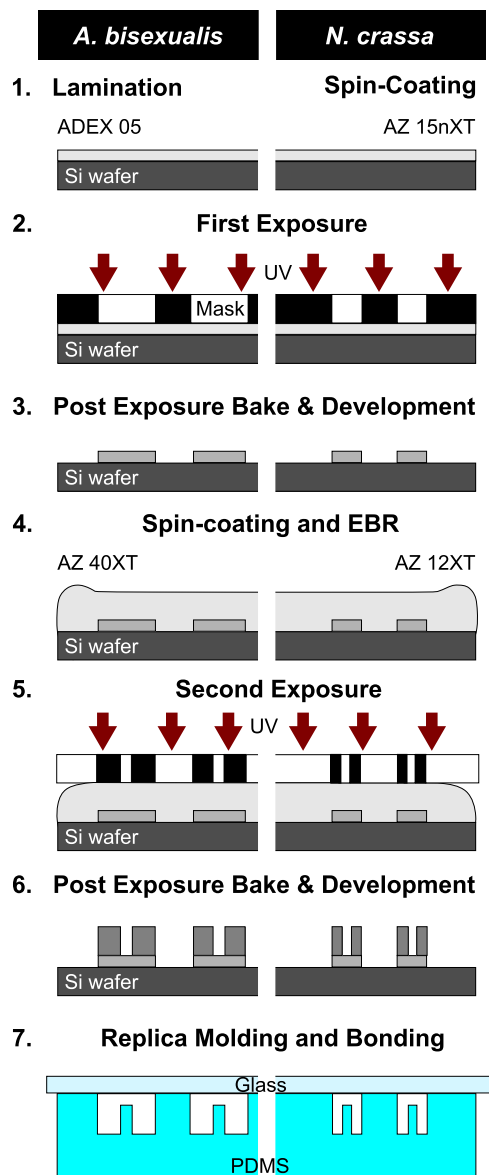 A. bisexualis N. crassa
1. Lamination Spin-Coating
ADEX 05 AZ 15nXT
Si wafer
2. First Exposure
UV
Mask
Si wafer
3. Post Exposure Bake & Development
Si wafer
4. Spin-coating and EBR
AZ 40XT AZ 12XT
Si wafer
5. Second Exposure
UV
Si wafer
6. Post Exposure Bake & Development
Si wafer
7. Replica Molding and Bonding
Glass
PDMS